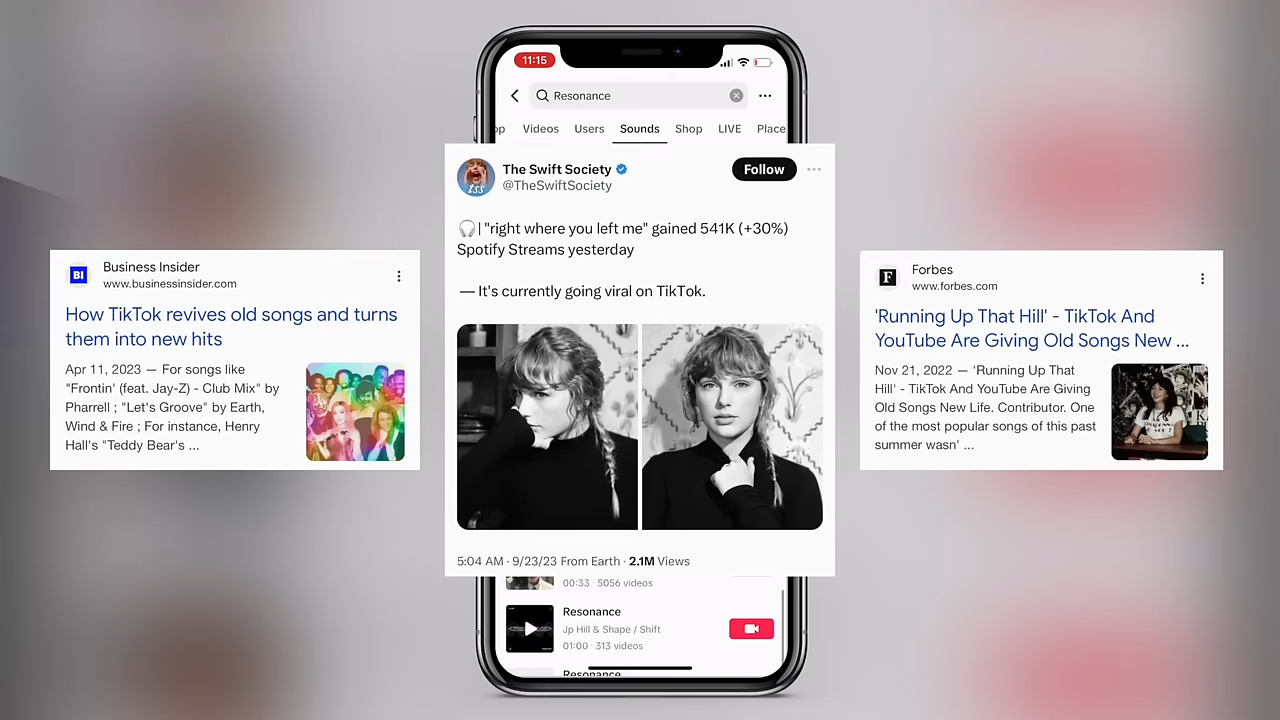 11:15
Resonance
op Videos Users Sounds Shop LIVE Place
The Swift Society
@TheSwiftSociety
Follow
TSS
| "right where you left me" gained 541K (+30%)
Spotify Streams yesterday
— It's currently going viral on TikTok.
5:04 AM · 9/23/23 From Earth · 2.1M Views
BI
Business Insider
www.businessinsider.com
How TikTok revives old songs and turns
them into new hits
Apr 11, 2023 — For songs like
"Frontin' (feat. Jay-Z) - Club Mix" by
Pharrell ; "Let's Groove" by Earth,
Wind & Fire ; For instance, Henry
Hall's "Teddy Bear's ...
F
Forbes
www.forbes.com
'Running Up That Hill' - TikTok And
YouTube Are Giving Old Songs New ...
Nov 21, 2022 — 'Running Up That
Hill' - TikTok And YouTube Are Giving
Old Songs New Life. Contributor. One
of the most popular songs of this past
summer wasn' ...
00:33 · 5056 videos
Resonance
Jp Hill & Shape / Shift
01:00 · 313 videos
Resonance